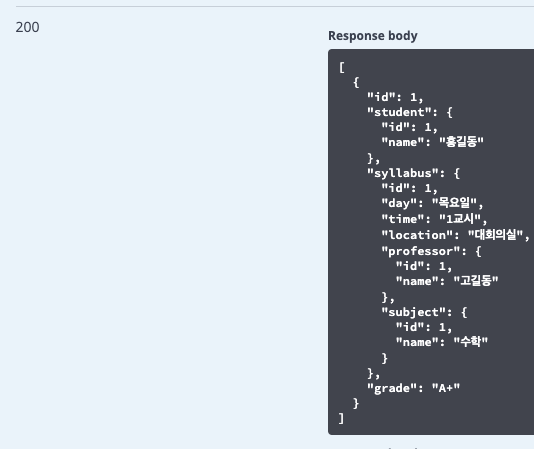 200
Response body
[
  {
    "id": 1,
    "student": {
      "id": 1,
      "name": "홍길동"
    },
    "syllabus": {
      "id": 1,
      "day": "목요일",
      "time": "1교시",
      "location": "대회의실",
      "professor": {
        "id": 1,
        "name": "고길동"
      },
      "subject": {
        "id": 1,
        "name": "수학"
      }
    },
    "grade": "A+"
  }
]